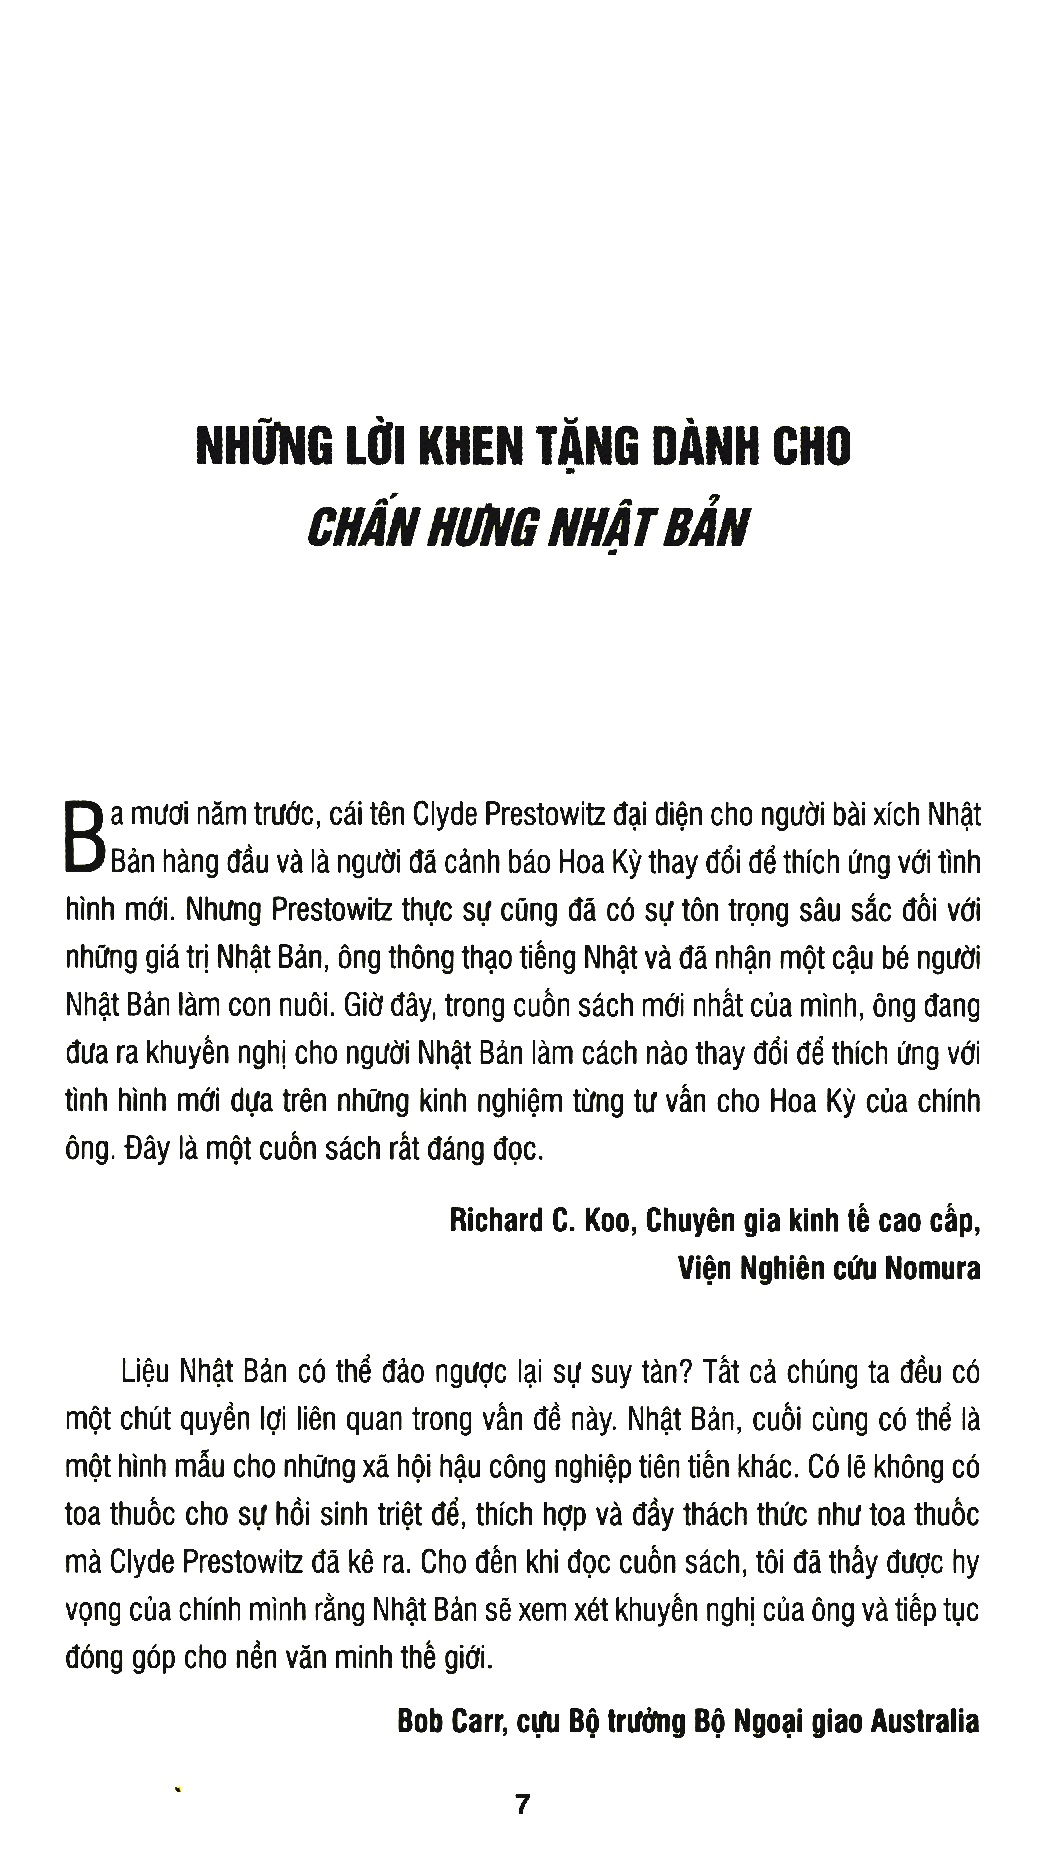 NHỮNG LỜI KHEN TẶNG DÀNH CHO
CHẤN HƯNG NHẬT BẢN
Ba mươi năm trước, cái tên Clyde Prestowitz đại diện cho người bài xích Nhật
Bản hàng đầu và là người đã cảnh báo Hoa Kỳ thay đổi để thích ứng với tình
hình mới. Nhưng Prestowitz thực sự cũng đã có sự tôn trọng sâu sắc đối với
những giá trị Nhật Bản, ông thông thạo tiếng Nhật và đã nhận một cậu bé người
Nhật Bản làm con nuôi. Giờ đây, trong cuốn sách mới nhất của mình, ông đang
đưa ra khuyến nghị cho người Nhật Bản làm cách nào thay đổi để thích ứng với
tình hình mới dựa trên những kinh nghiệm từng tư vấn cho Hoa Kỳ của chính
ông. Đây là một cuốn sách rất đáng đọc.
Richard C. Koo, Chuyên gia kinh tế cao cấp,
Viện Nghiên cứu Nomura
Liệu Nhật Bản có thể đảo ngược lại sự suy tàn? Tất cả chúng ta đều có
một chút quyền lợi liên quan trong vấn đề này. Nhật Bản, cuối cùng có thể là
một hình mẫu cho những xã hội hậu công nghiệp tiên tiến khác. Có lẽ không có
toa thuốc cho sự hồi sinh triệt để, thích hợp và đầy thách thức như toa thuốc
mà Clyde Prestowitz đã kê ra. Cho đến khi đọc cuốn sách, tôi đã thấy được hy
vọng của chính mình rằng Nhật Bản sẽ xem xét khuyến nghị của ông và tiếp tục
đóng góp cho nền văn minh thế giới.
Bob Carr, cựu Bộ trưởng Bộ Ngoại giao Australia
7